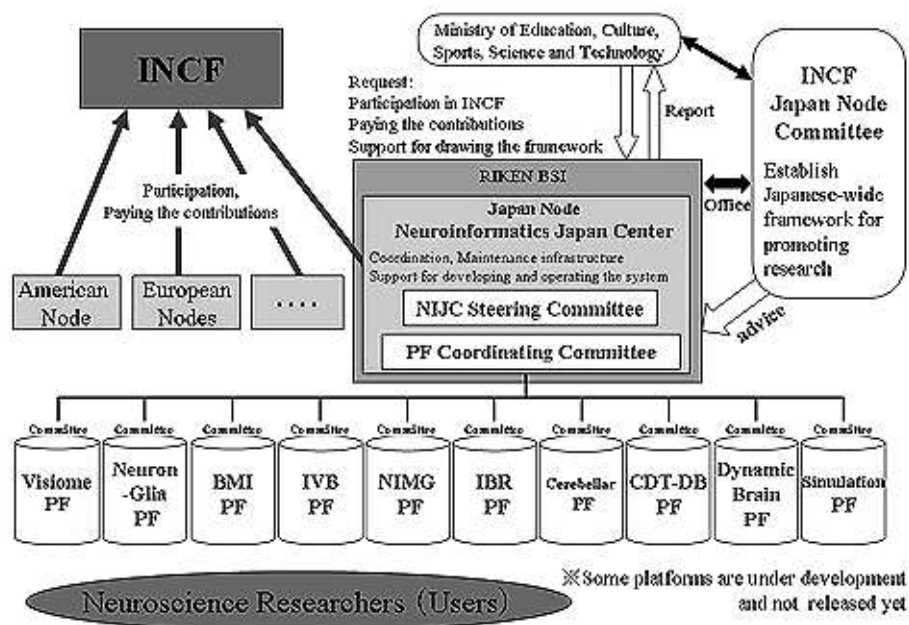 INCF
Ministry of Education, Culture,
Sports, Science and Technology
INCF
Japan Node
Committee
Establish
Japanese-wide
framework for
promoting
research
Request:
Participation in INCF
Paying the contributions
Support for drawing the framework
Report
Participation,
Paying the contributions
American
Node
European
Nodes
....
RIKEN BSI
Japan Node
Neuroinformatics Japan Center
Coordination, Maintenance infrastructure
Support for developing and operating the system
NIJC Steering Committee
PF Coordinating Committee
Office
advice
Committee
Committee
Committee
Committee
Committee
Committee
Committee
Committee
Committee
Committee
Visiome
PF
Neuron
-Glia
PF
BMI
PF
IVB
PF
NIMG
PF
IBR
PF
Cerebellar
PF
CDT-DB
PF
Dynamic
Brain
PF
Simulation
PF
Neuroscience Researchers (Users)
※Some platforms are under development
and not released yet